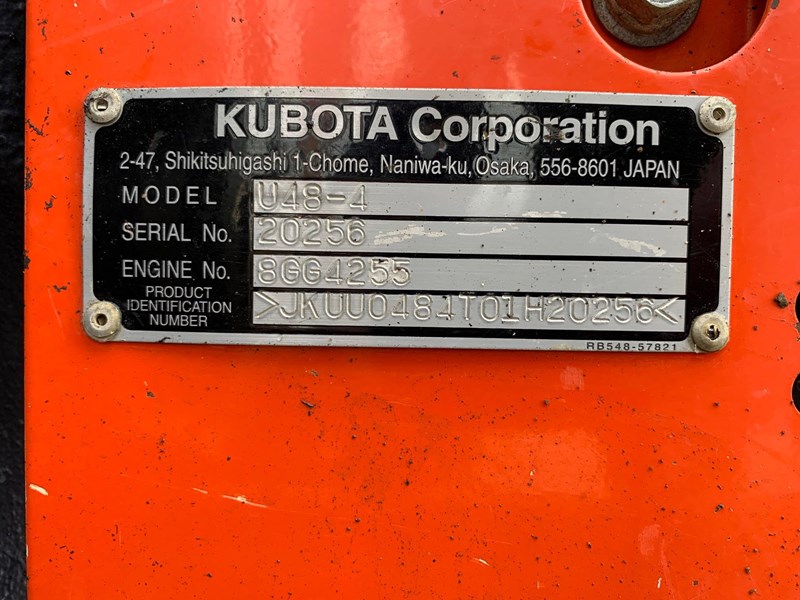 KUBOTA Corporation
2-47, Shikitsuhigashi 1-Chome, Naniwa-ku, Osaka, 556-8601 JAPAN
MODEL U48-4
SERIAL No. 20256
ENGINE No. 8GG4255
PRODUCT
IDENTIFICATION
NUMBER
>JKUU0484T01H20256<
RB548-57821